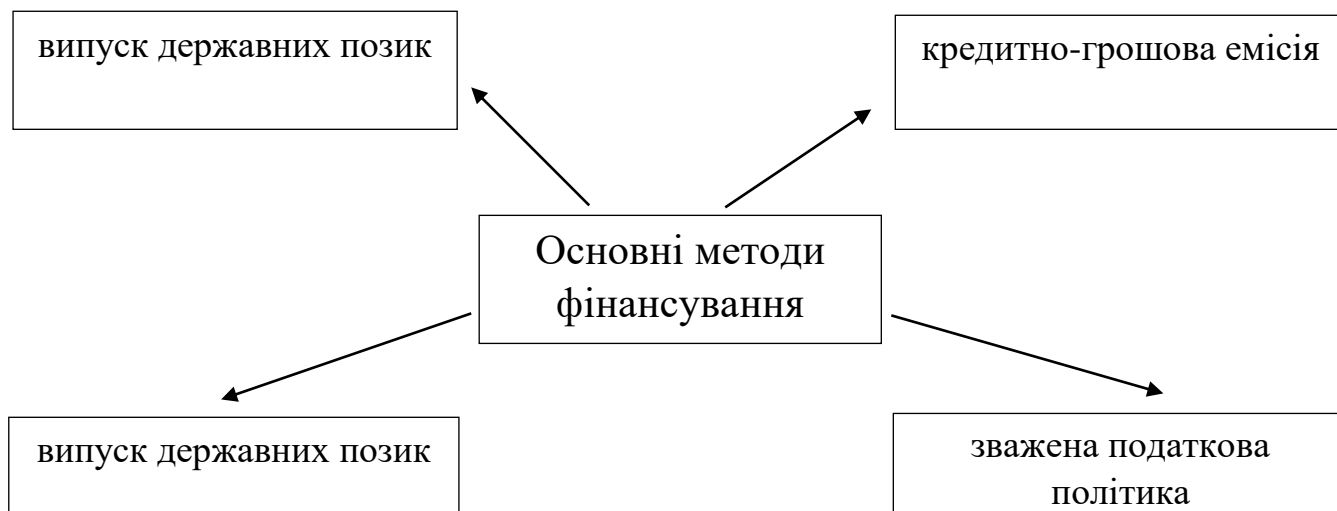 випуск державних позик
кредитно-грошова емісія
Основні методи
фінансування
випуск державних позик
зважена податкова
політика